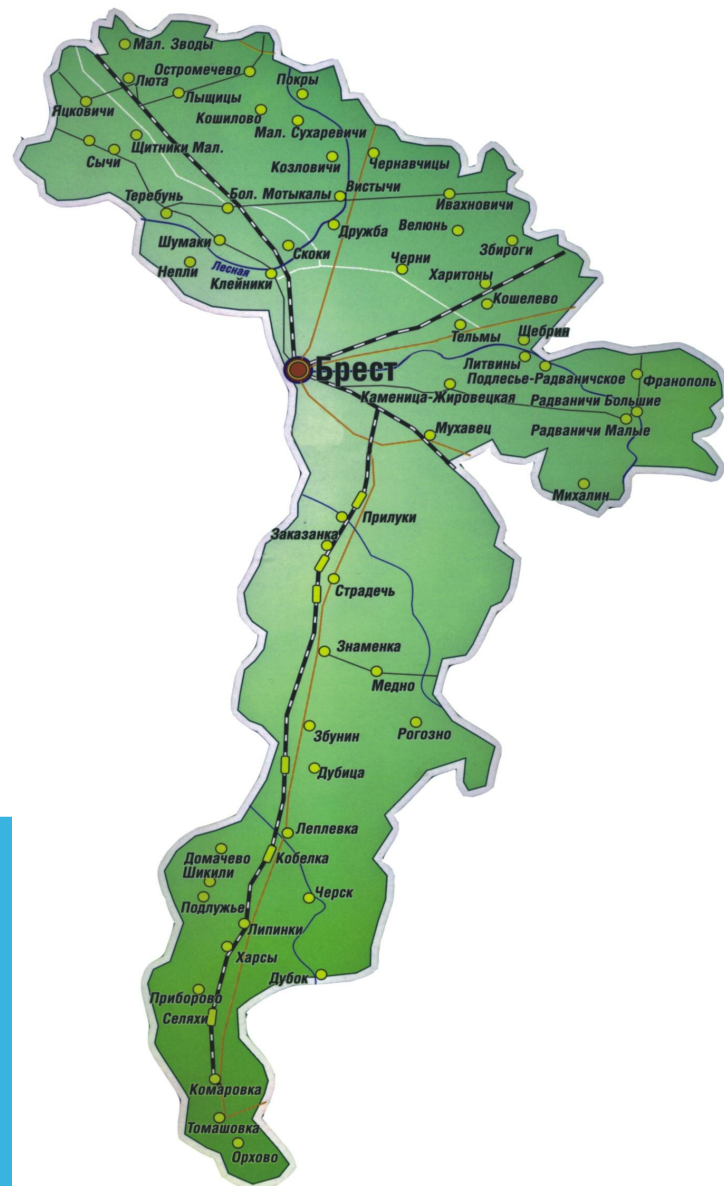 Мал. Зводы
Остромечево
Покры
Люта
Лыщицы
Яцковичи
Кошилово
Мал. Сухаревичи
Щитники Мал.
Сычи
Козловичи
Чернавчицы
Теребунь
Бол. Мотыкалы
Вистычи
Ивахновичи
Шумаки
Скоки
Дружба
Велюнь
Збироги
Непли
Лесная
Клейники
Черни
Харитоны
Кошелево
Тельмы
Щебрин
Брест
Литвины
Подлесье-Радваничское
Франополь
Каменица-Жировецкая
Радваничи Большие
Мухавец
Радваничи Малые
Михалин
Прилуки
Заказанка
Страдечь
Знаменка
Медно
Збунин
Рогозно
Дубица
Леплевка
Домачево
Кобелка
Шикили
Черск
Подлужье
Липинки
Харсы
Дубок
Приборово
Селяхи
Комаровка
Томашовка
Орхово